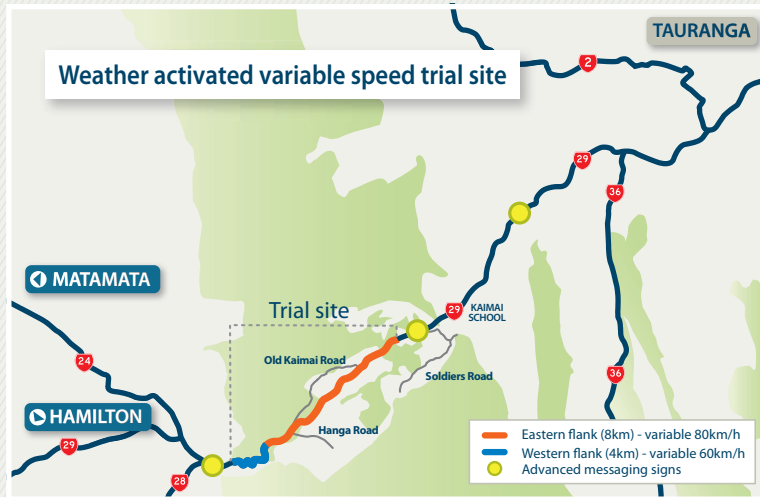 TAURANGA
Weather activated variable speed trial site
2
29
36
MATAMATA
Trial site
29
KAIMAI
SCHOOL
24
Old Kaimai Road
Soldiers Road
36
HAMILTON
Hanga Road
29
28
Eastern flank (8km) - variable 80km/h
Western flank (4km) - variable 60km/h
Advanced messaging signs